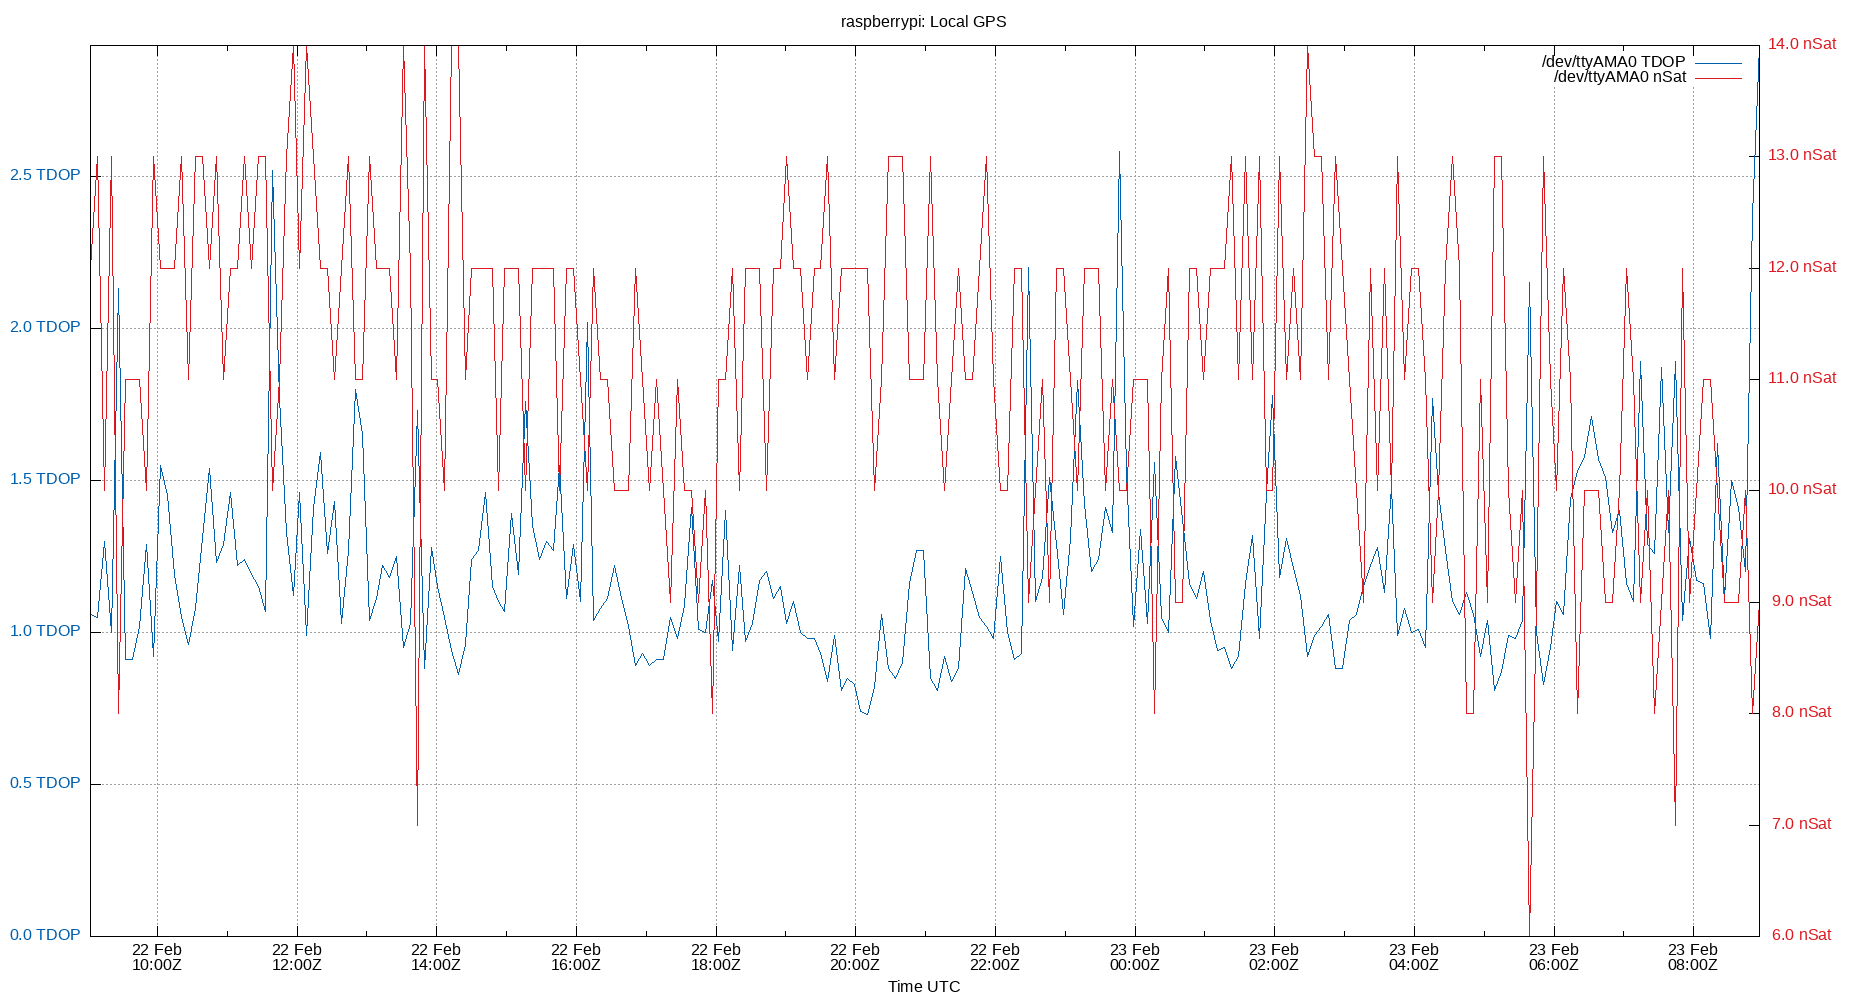 raspberrypi: Local GPS
14.0 nSat
/dev/ttyAMA0 TDOP
/dev/ttyAMA0 nSat
13.0 nSat
2.5 TDOP
12.0 nSat
2.0 TDOP
11.0 nSat
1.5 TDOP
10.0 nSat
9.0 nSat
1.0 TDOP
8.0 nSat
0.5 TDOP
7.0 nSat
0.0 TDOP
6.0 nSat
22 Feb 22 Feb 22 Feb 22 Feb 22 Feb 22 Feb 22 Feb 23 Feb 23 Feb 23 Feb 23 Feb 23 Feb
10:00Z 12:00Z 14:00Z 16:00Z 18:00Z 20:00Z 22:00Z 00:00Z 02:00Z 04:00Z 06:00Z 08:00Z
Time UTC